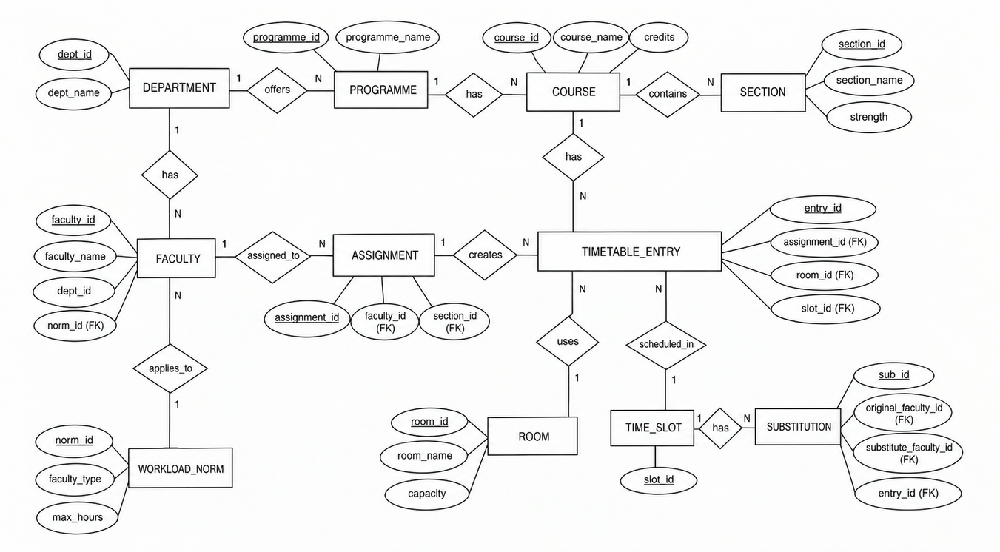 programme_id
programme_name
course_id
course_name
credits
section_id
dept_id
section_name
dept_name
DEPARTMENT
1
offers
N
PROGRAMME
1
has
N
COURSE
1
contains
N
SECTION
strength
1
has
N
1
has
N
faculty_id
faculty_name
dept_id
norm_id (FK)
FACULTY
1
assigned_to
N
ASSIGNMENT
1
creates
N
TIMETABLE_ENTRY
entry_id
assignment_id (FK)
room_id (FK)
slot_id (FK)
assignment_id
faculty_id
(FK)
section_id
(FK)
N
applies_to
1
N
uses
1
N
scheduled_in
1
norm_id
faculty_type
max_hours
WORKLOAD_NORM
room_id
room_name
capacity
ROOM
TIME_SLOT
1
has
N
SUBSTITUTION
slot_id
sub_id
original_faculty_id
(FK)
substitute_faculty_id
(FK)
entry_id (FK)